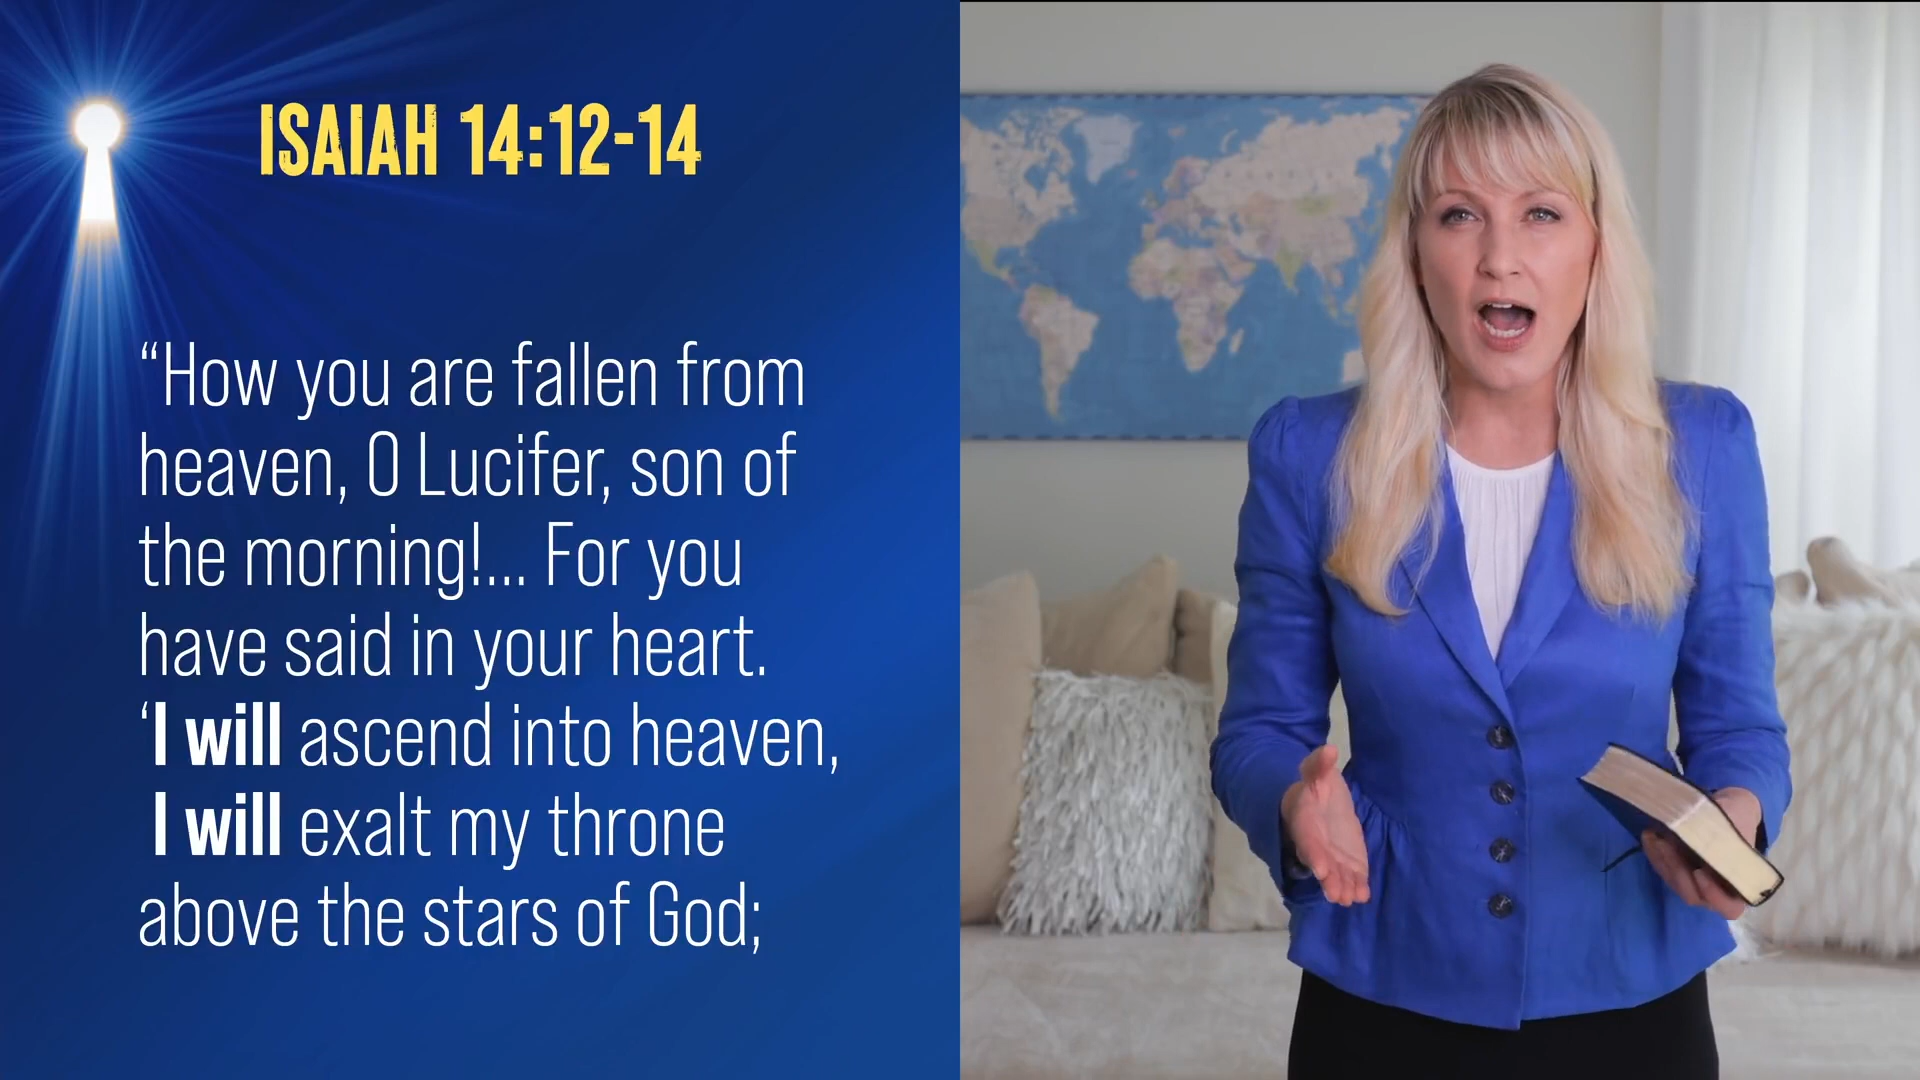 ISAIAH 14:12-14
“How you are fallen from
heaven, O Lucifer, son of
the morning!... For you
have said in your heart.
‘I will ascend into heaven,
I will exalt my throne
above the stars of God;